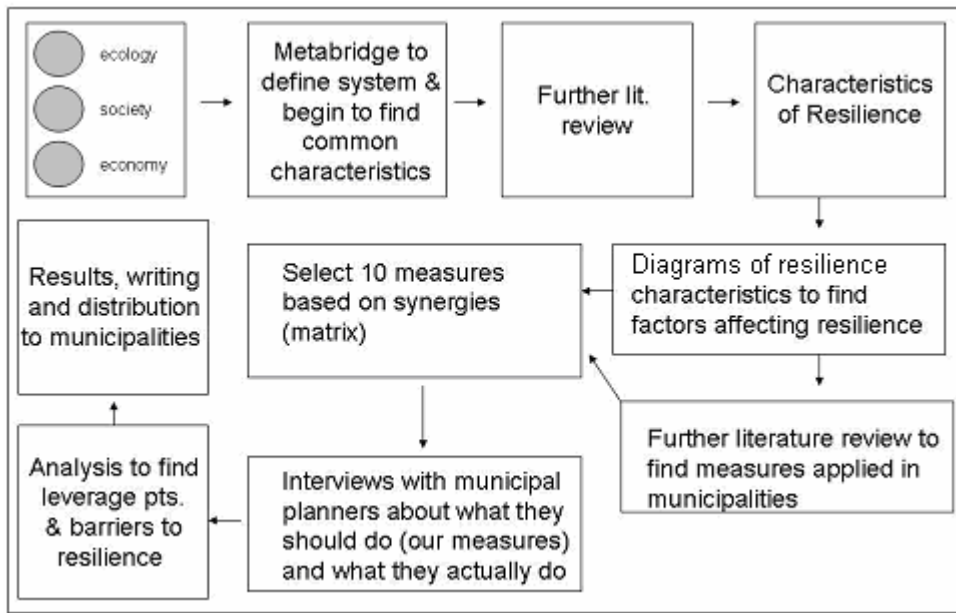 ecology
society
economy
Metabridge to
define system &
begin to find
common
characteristics
Further lit.
review
Characteristics
of Resilience
Diagrams of resilience
characteristics to find
factors affecting resilience
Select 10 measures
based on synergies
(matrix)
Further literature review to
find measures applied in
municipalities
Interviews with municipal
planners about what they
should do (our measures)
and what they actually do
Analysis to find
leverage pts.
& barriers to
resilience
Results, writing
and distribution
to municipalities